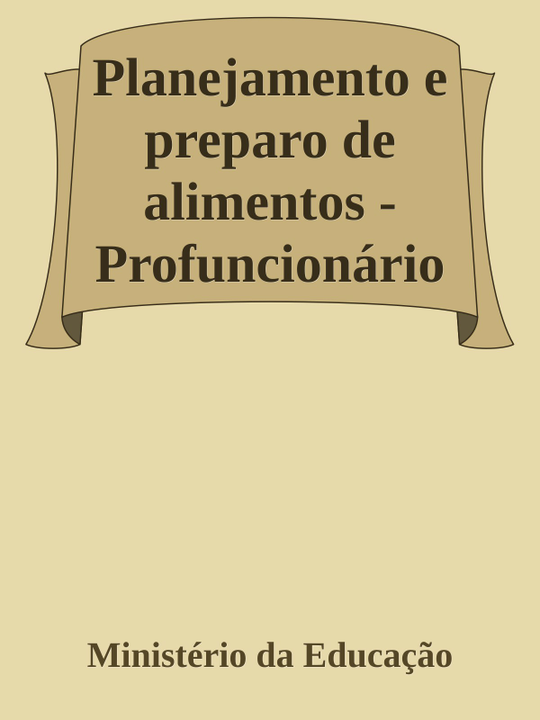 Planejamento e
preparo de
alimentos -
Profuncionário
Ministério da Educação